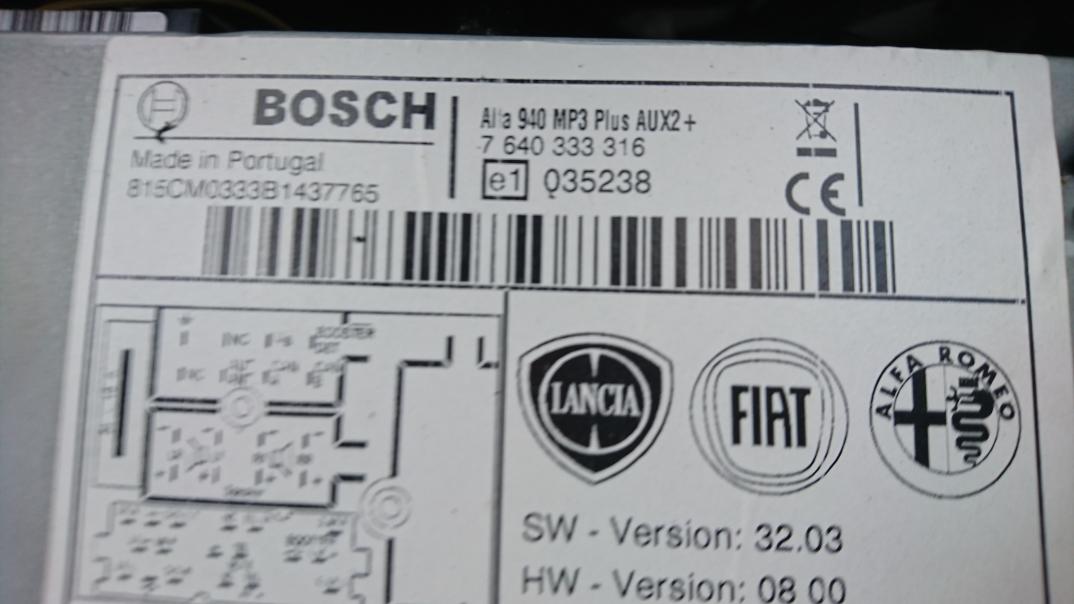 BOSCH
Made in Portugal
815CM0333B1437765
Alfa 940 MP3 Plus AUX2+
7 640 333 316
e1 035238
CE
LANCIA
FIAT
ALFA ROMEO
SW - Version: 32.03
HW - Version: 08 00